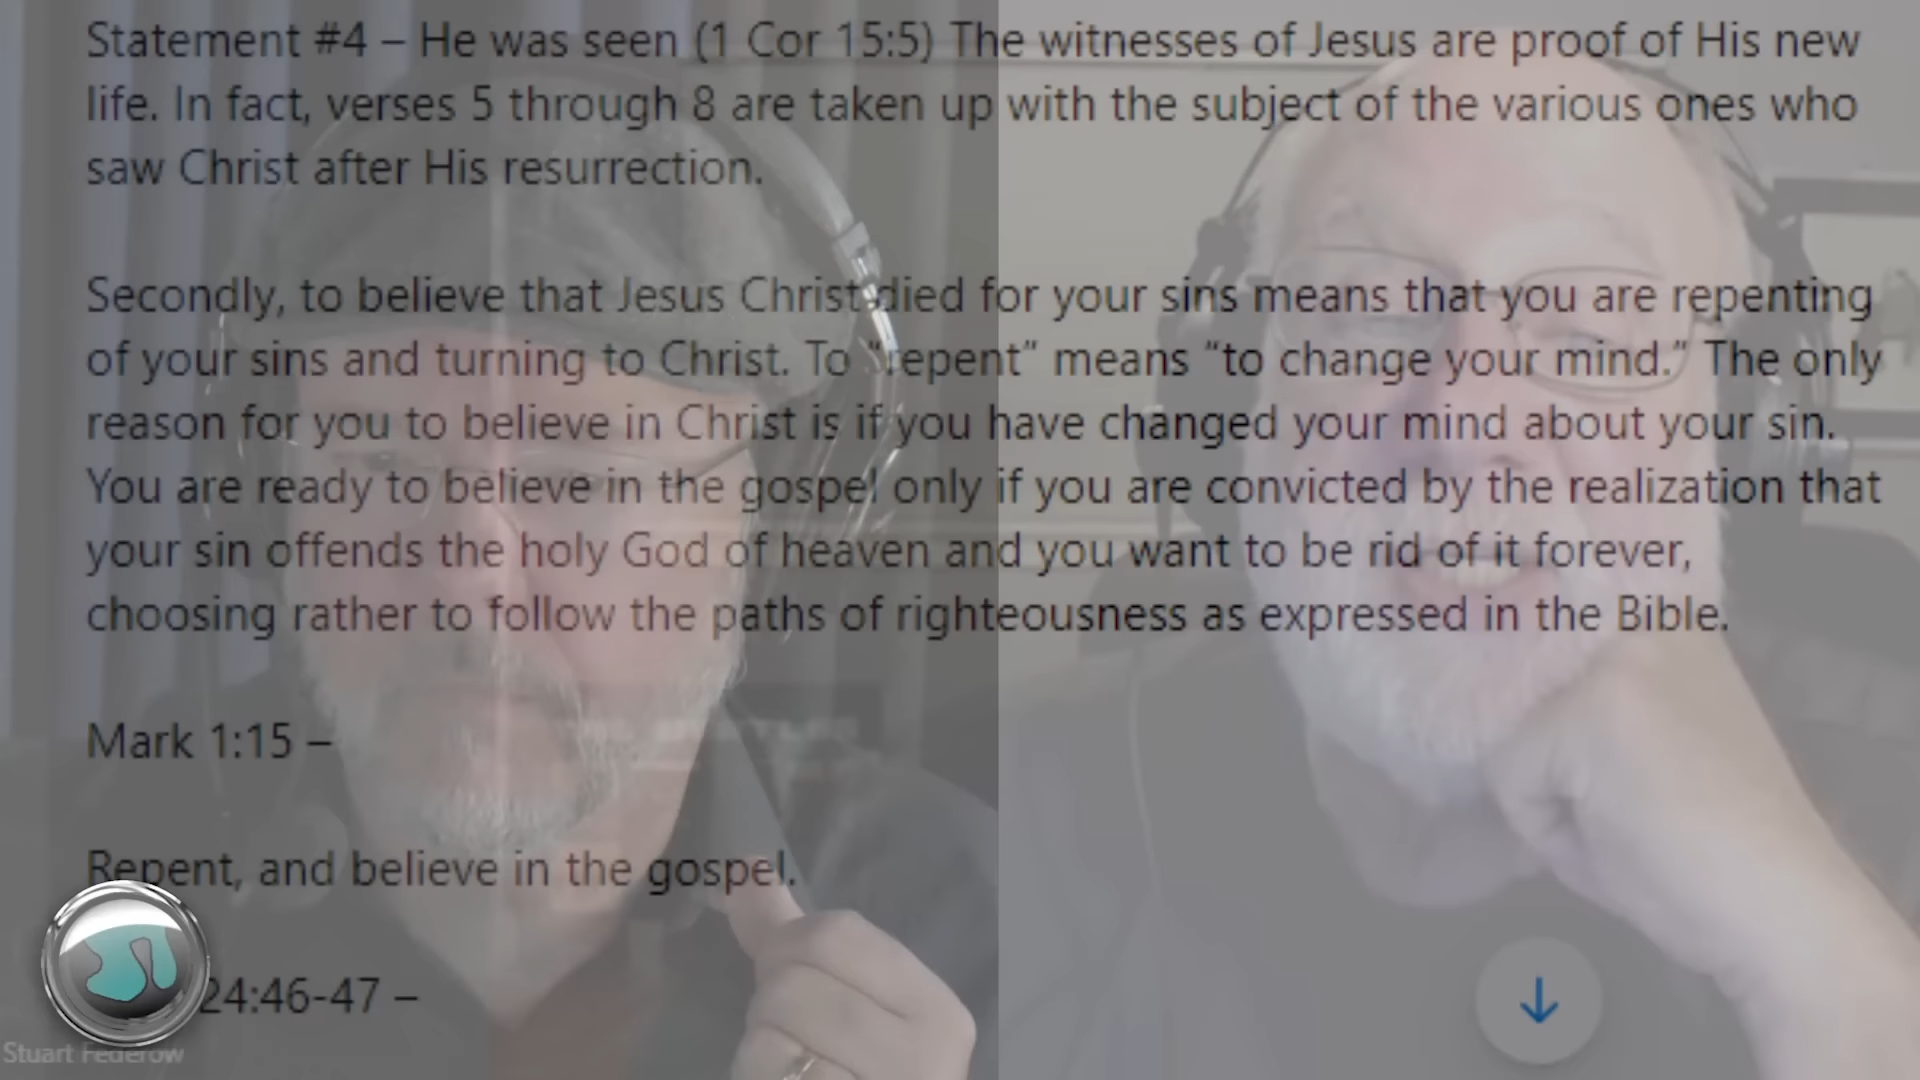 Statement #4 – He was seen (1 Cor 15:5) The witnesses of Jesus are proof of His new
life. In fact, verses 5 through 8 are taken up with the subject of the various ones who
saw Christ after His resurrection.
Secondly, to believe that Jesus Christ died for your sins means that you are repenting
of your sins and turning to Christ. To “repent” means “to change your mind.” The only
reason for you to believe in Christ is if you have changed your mind about your sin.
You are ready to believe in the gospel only if you are convicted by the realization that
your sin offends the holy God of heaven and you want to be rid of it forever,
choosing rather to follow the paths of righteousness as expressed in the Bible.
Mark 1:15 –
Repent, and believe in the gospel.
24:46-47 –
Stuart Federow